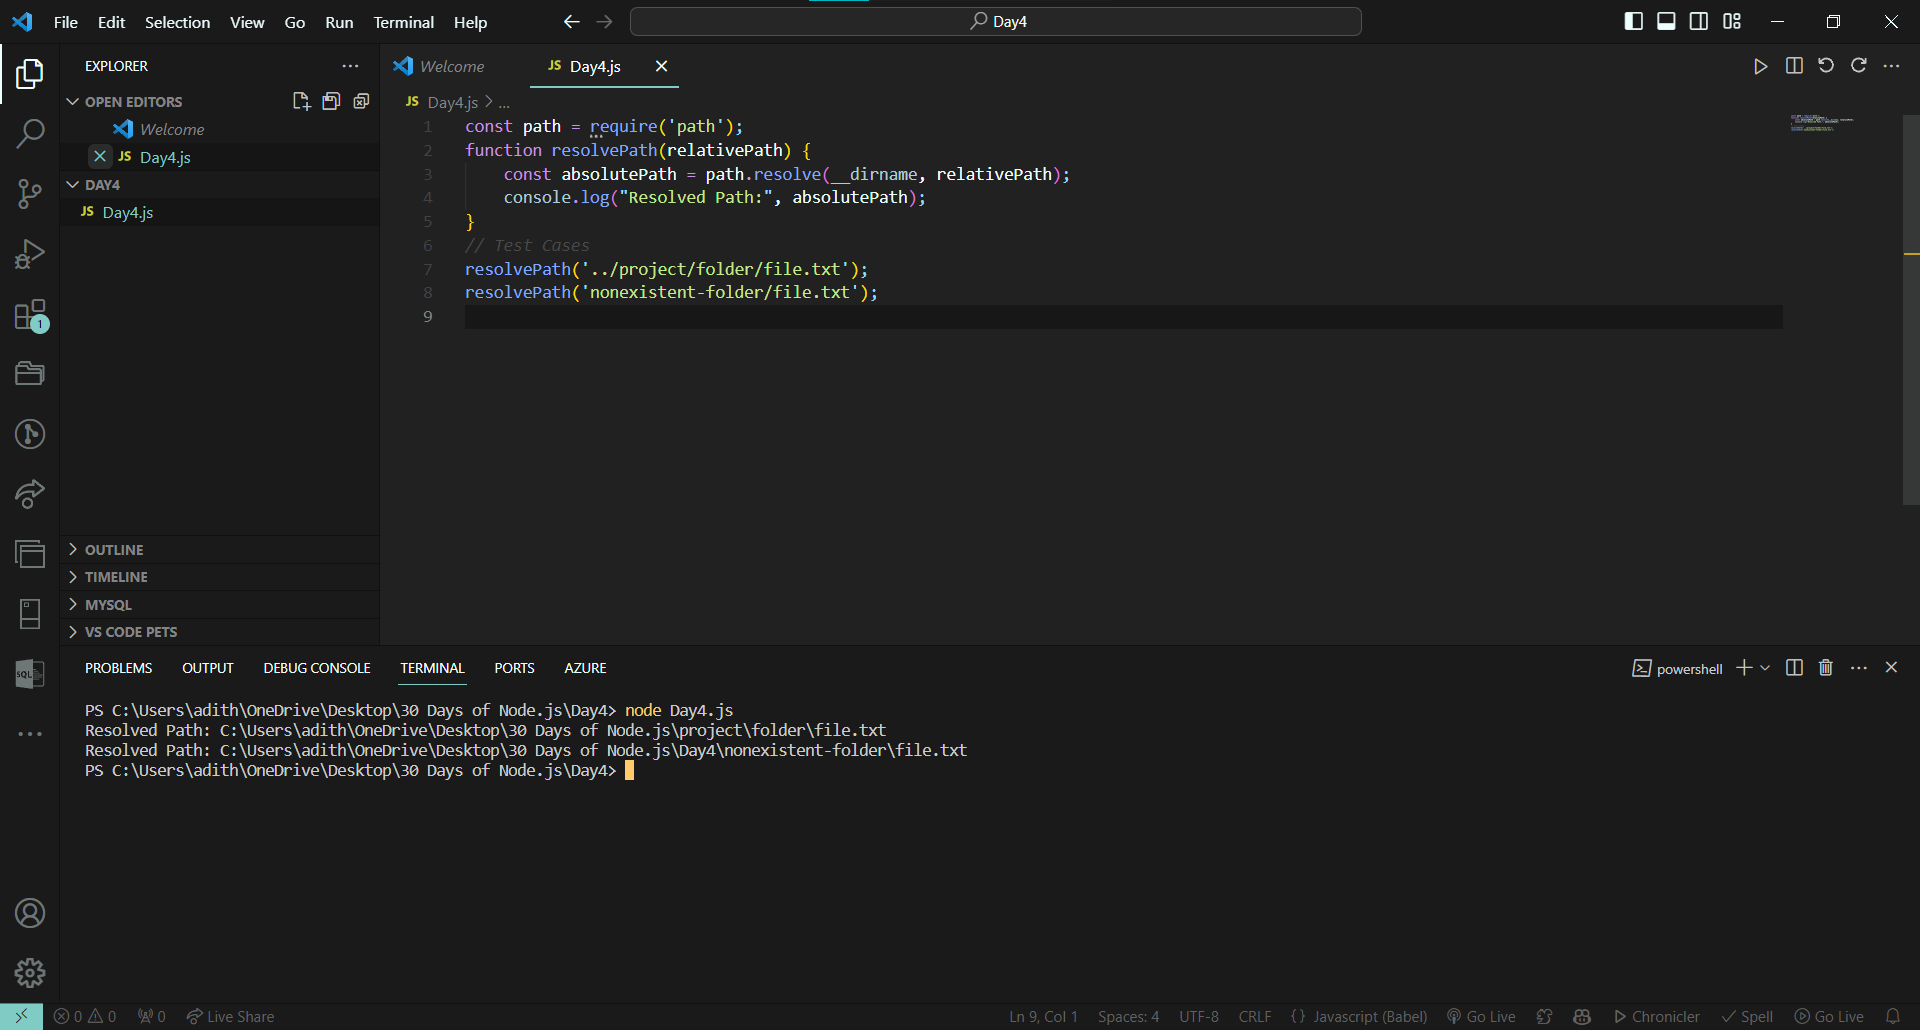 File Edit Selection View Go Run Terminal Help
Day4
EXPLORER
OPEN EDITORS
Welcome
JS Day4.js
DAY4
JS Day4.js
OUTLINE
TIMELINE
MYSQL
VS CODE PETS
1
SQL
Welcome JS Day4.js
JS Day4.js > ...
1 const path = require('path');
2 function resolvePath(relativePath) {
3 const absolutePath = path.resolve(__dirname, relativePath);
4 console.log("Resolved Path:", absolutePath);
5 }
6 // Test Cases
7 resolvePath('../project/folder/file.txt');
8 resolvePath('nonexistent-folder/file.txt');
9
PROBLEMS OUTPUT DEBUG CONSOLE TERMINAL PORTS AZURE
powershell
PS C:\Users\adith\OneDrive\Desktop\30 Days of Node.js\Day4> node Day4.js
Resolved Path: C:\Users\adith\OneDrive\Desktop\30 Days of Node.js\project\folder\file.txt
Resolved Path: C:\Users\adith\OneDrive\Desktop\30 Days of Node.js\Day4\nonexistent-folder\file.txt
PS C:\Users\adith\OneDrive\Desktop\30 Days of Node.js\Day4>
0 0 0 Live Share Ln 9, Col 1 Spaces: 4 UTF-8 CRLF {} Javascript (Babel) Go Live Chronicler Spell Go Live